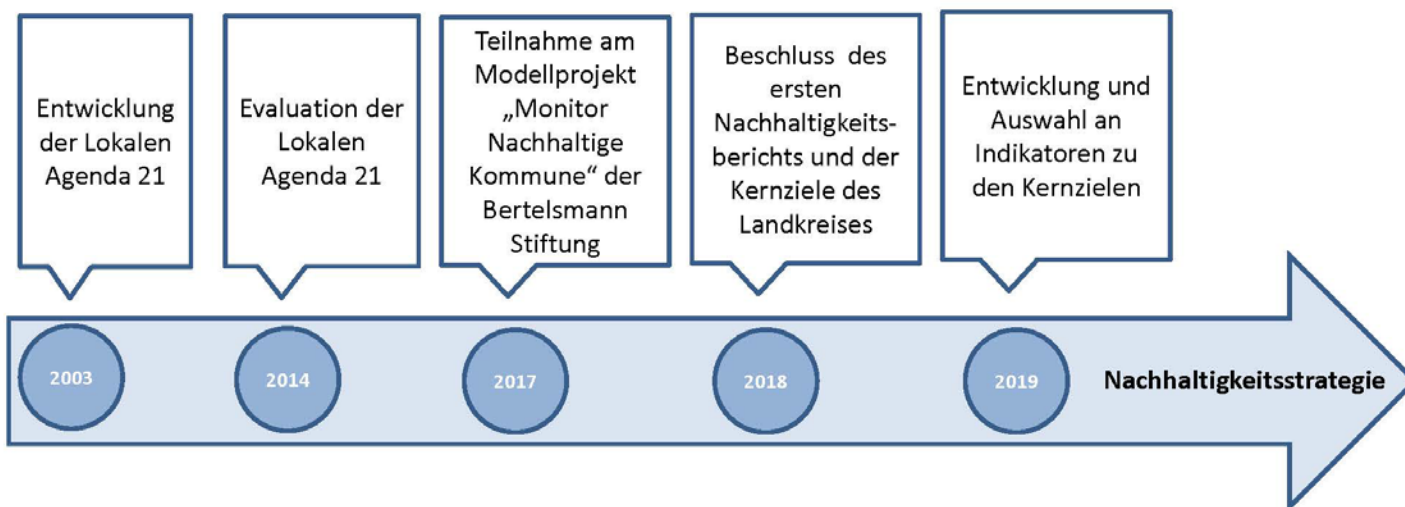 Entwicklung
der Lokalen
Agenda 21
Evaluation der
Lokalen
Agenda 21
Teilnahme am
Modellprojekt
„Monitor
Nachhaltige
Kommune“ der
Bertelsmann
Stiftung
Beschluss des
ersten
Nachhaltigkeits-
berichts und der
Kernziele des
Landkreises
Entwicklung und
Auswahl an
Indikatoren zu
den Kernzielen
2003
2014
2017
2018
2019
Nachhaltigkeitsstrategie